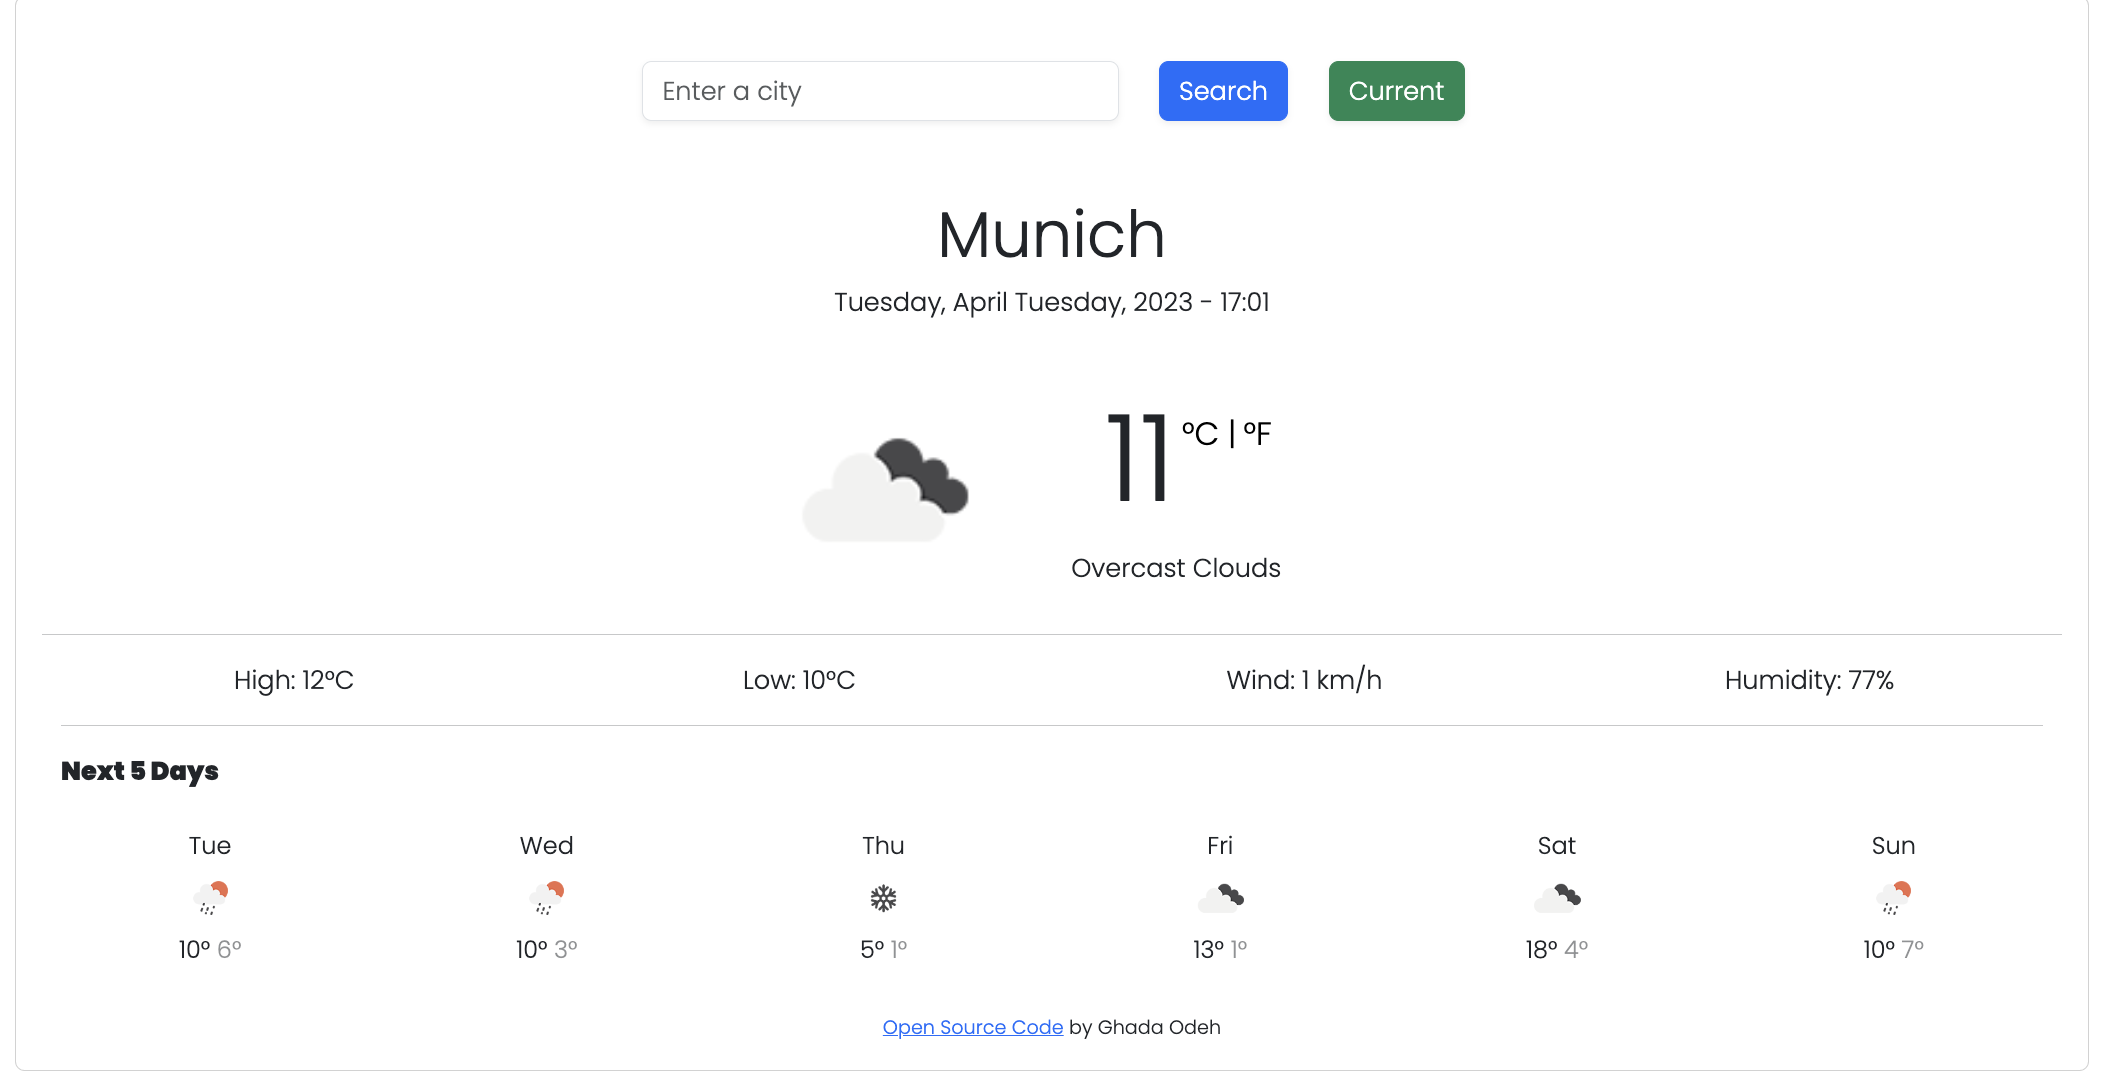 Enter a city Search Current
Munich
Tuesday, April Tuesday, 2023 - 17:01
11 °C | °F
Overcast Clouds
High: 12°C Low: 10°C Wind: 1 km/h Humidity: 77%
Next 5 Days
Tue Wed Thu Fri Sat Sun
10° 6° 10° 3° 5° 1° 13° 1° 18° 4° 10° 7°
Open Source Code by Ghada Odeh